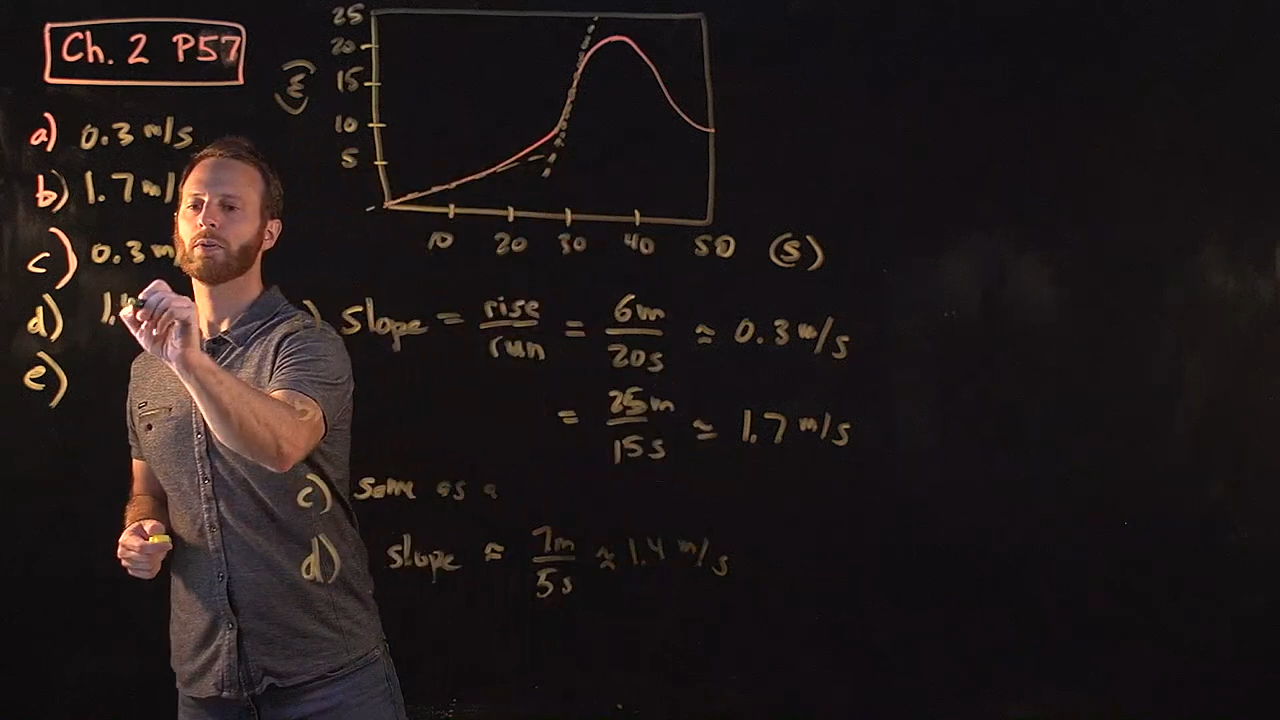 Ch. 2 P57
a) 0.3 m/s
b) 1.7 m/
c) 0.3 m
d) 1.
e)
25
20
15
10
5
(m)
10 20 30 40 50 (s)
) Slope = rise/run = 6m/20s ≈ 0.3 m/s
= 25m/15s ≈ 1.7 m/s
c) same as a
d) slope ≈ 7m/5s ≈ 1.4 m/s